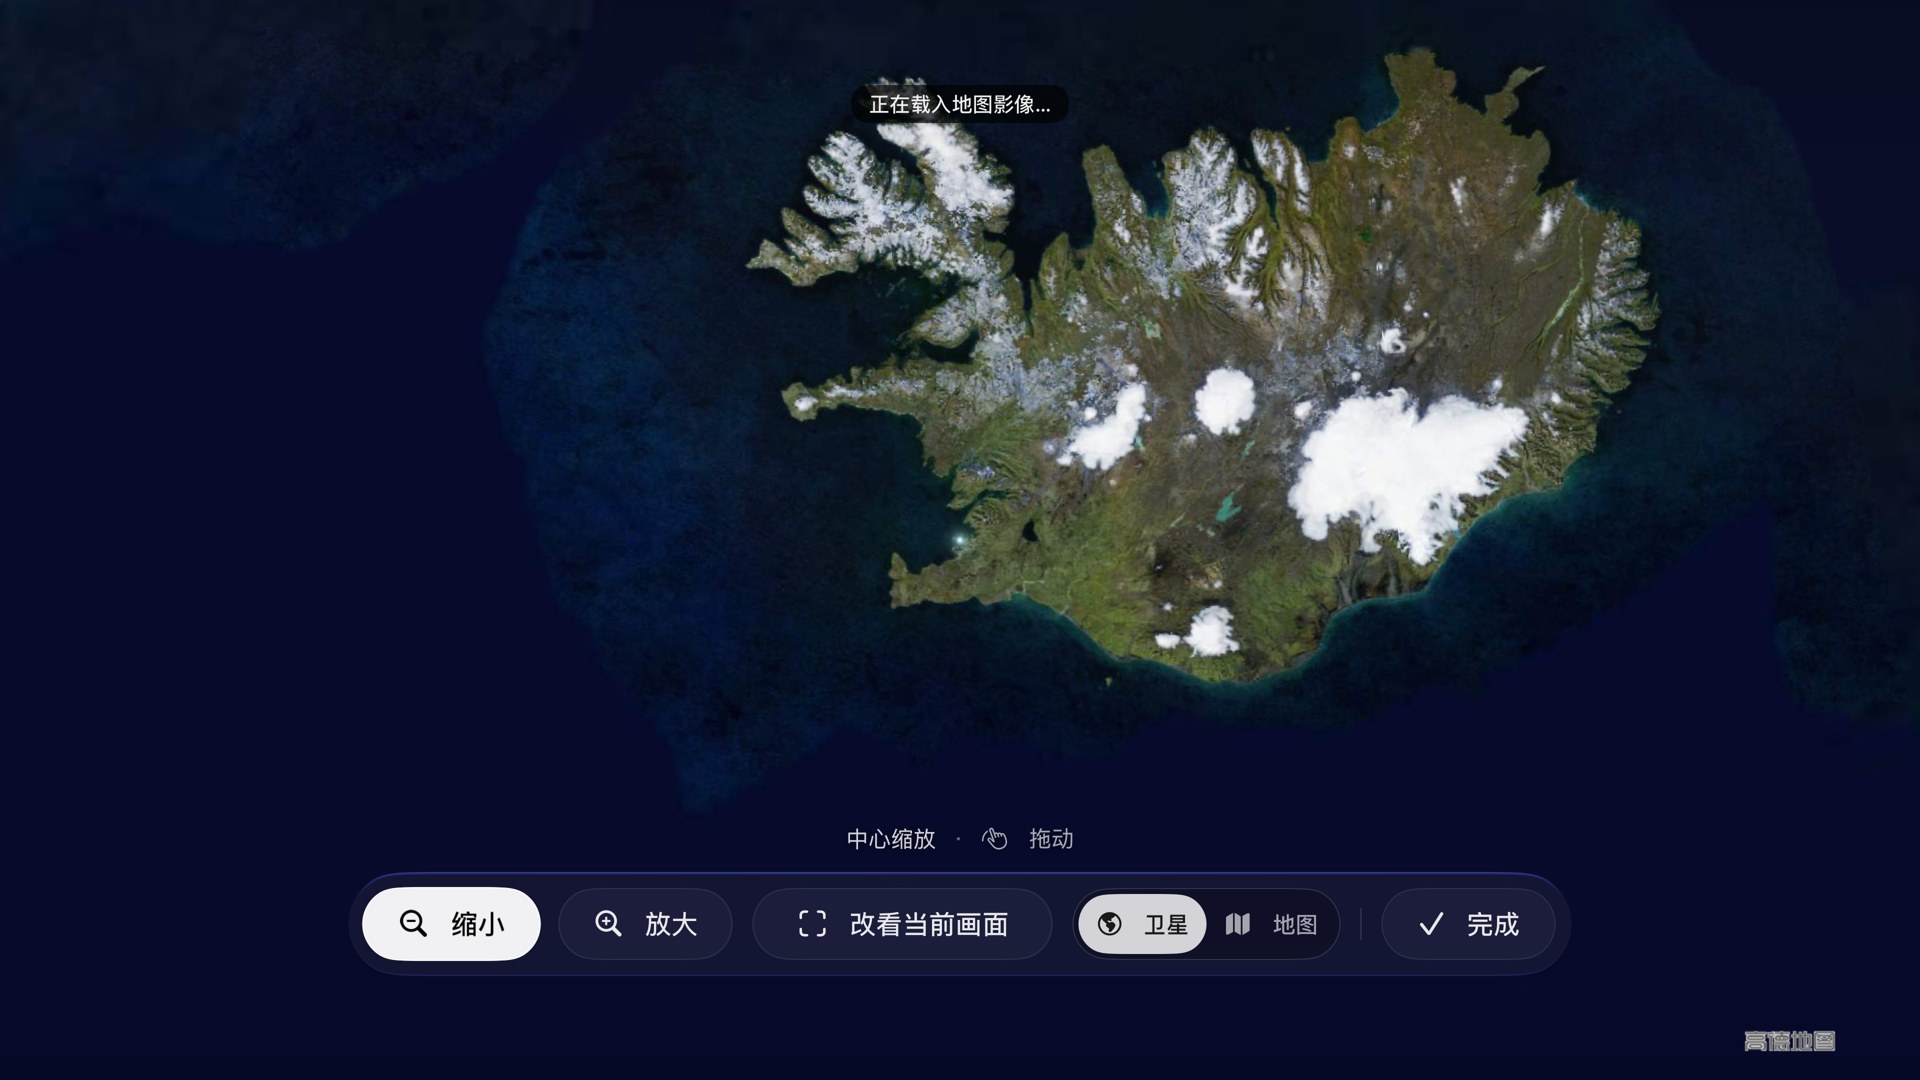 正在载入地图影像...
中心缩放 · 拖动
缩小
放大
改看当前画面
卫星
地图
完成
高德地图